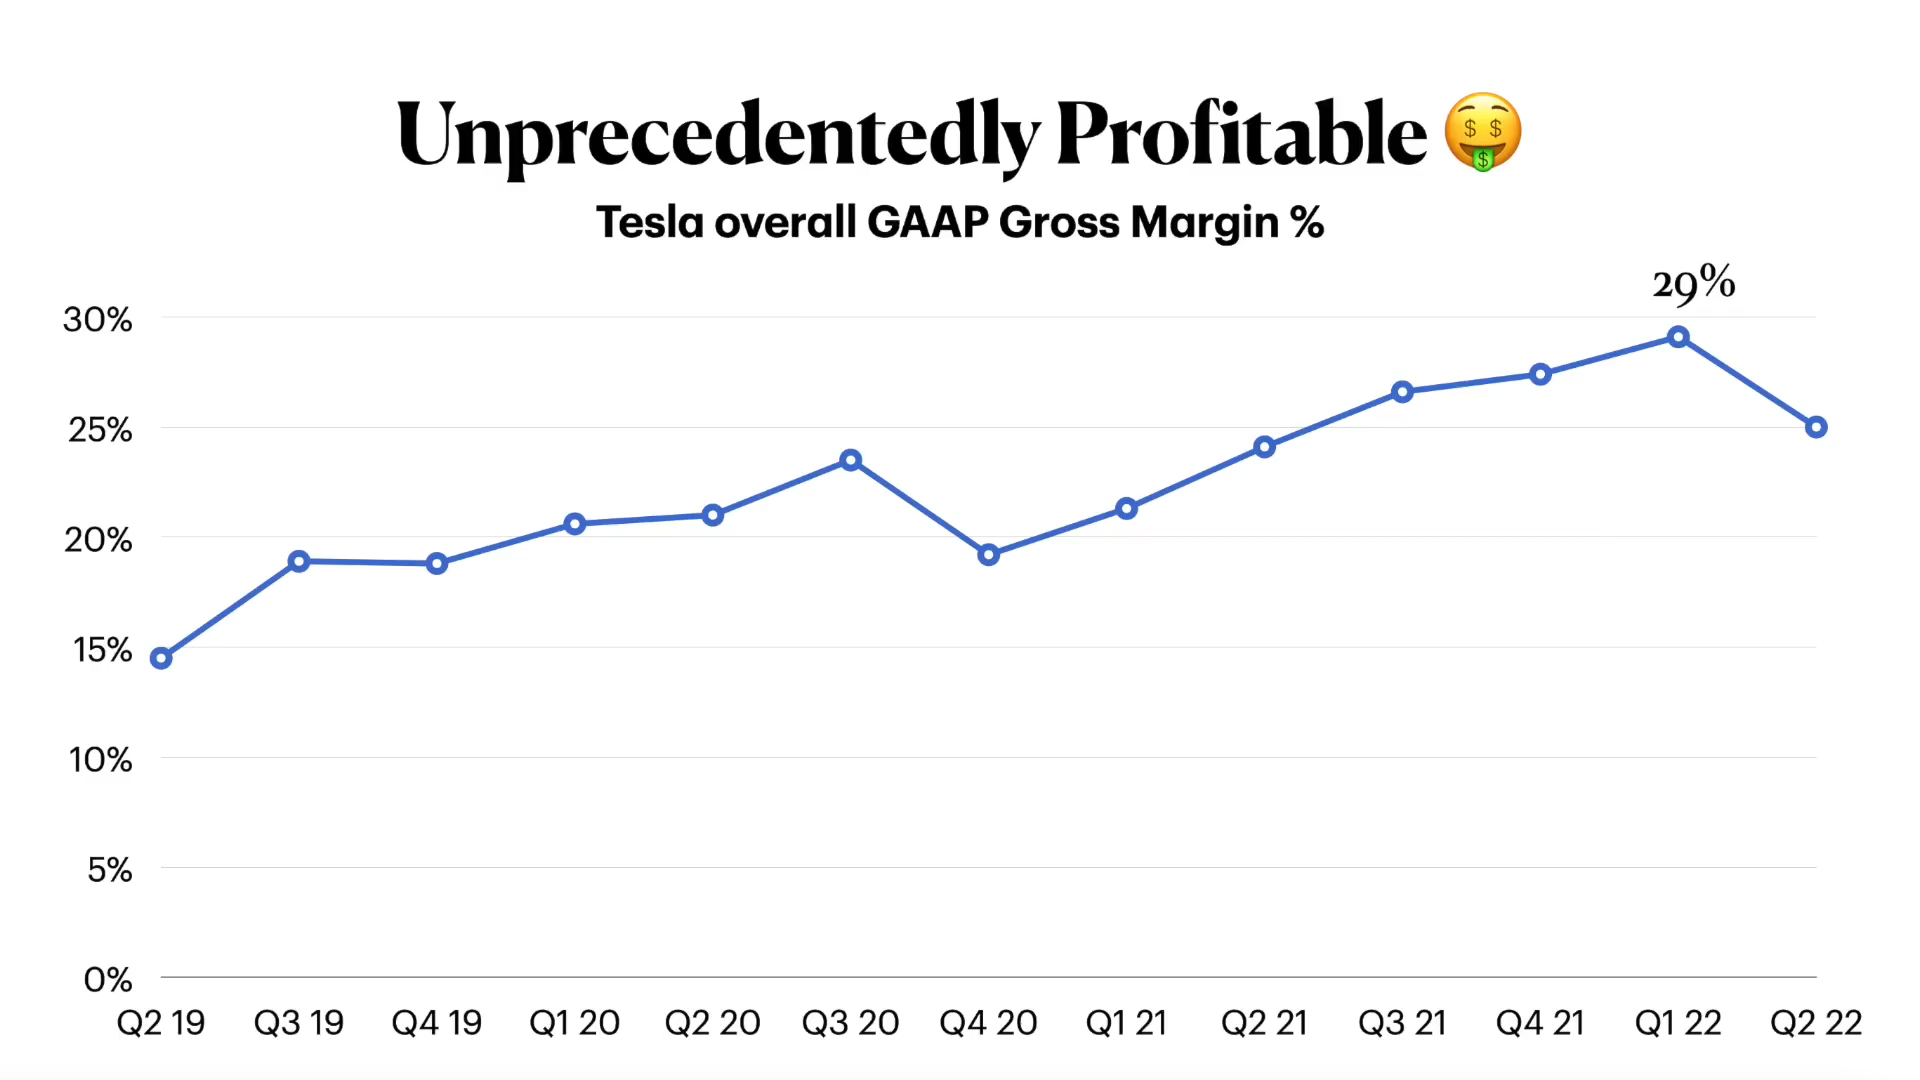 Unprecedentedly Profitable 🤑
Tesla overall GAAP Gross Margin %
29%
30%
25%
20%
15%
10%
5%
0%
Q2 19 Q3 19 Q4 19 Q1 20 Q2 20 Q3 20 Q4 20 Q1 21 Q2 21 Q3 21 Q4 21 Q1 22 Q2 22